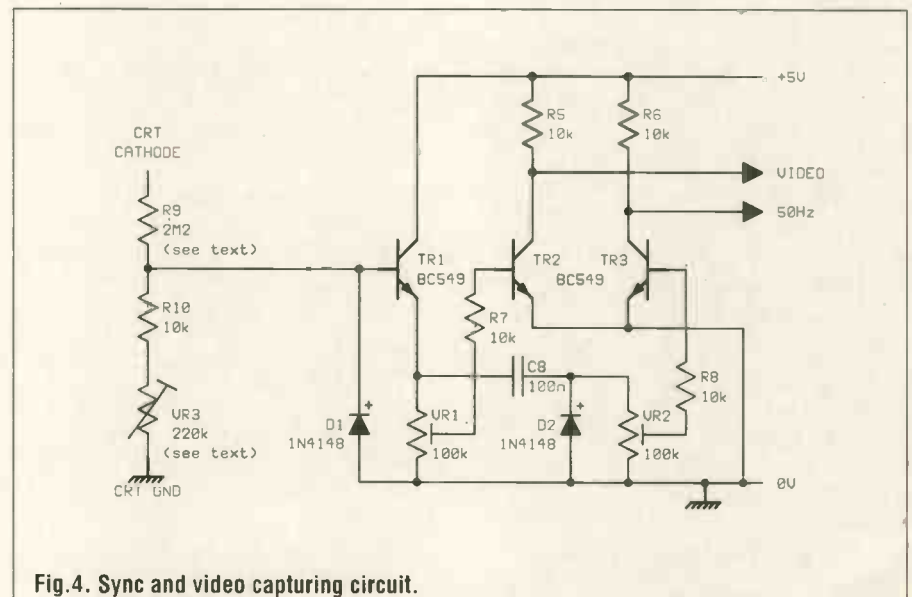 +5V
R5
10k
R6
10k
CRT
CATHODE
VIDEO
50Hz
R9
2M2
(see text)
TR1
BC549
TR2
TR3
BC549
R10
10k
R7
10k
C8
100n
R8
10k
VR3
220k
(see text)
D1
1N4148
+
VR1
100k
D2
1N4148
+
VR2
100k
CRT GND
0V
Fig.4. Sync and video capturing circuit.